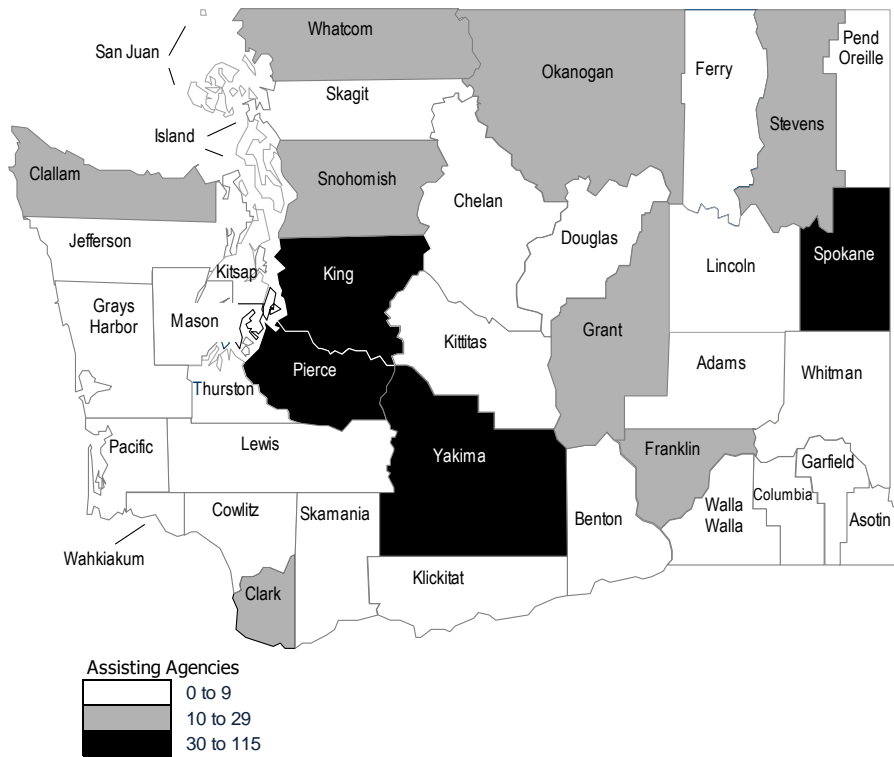 Whatcom
San Juan
Pend
Oreille
Ferry
Okanogan
Skagit
Stevens
Island
Clallam
Snohomish
Chelan
Jefferson
Douglas
Spokane
Lincoln
Kitsap
King
Grays
Harbor
Mason
Grant
Kittitas
Adams
Pierce
Whitman
Thurston
Lewis
Pacific
Yakima
Franklin
Garfield
Columbia
Walla
Walla
Cowlitz
Skamania
Benton
Asotin
Wahkiakum
Klickitat
Clark
Assisting Agencies
0 to 9
10 to 29
30 to 115